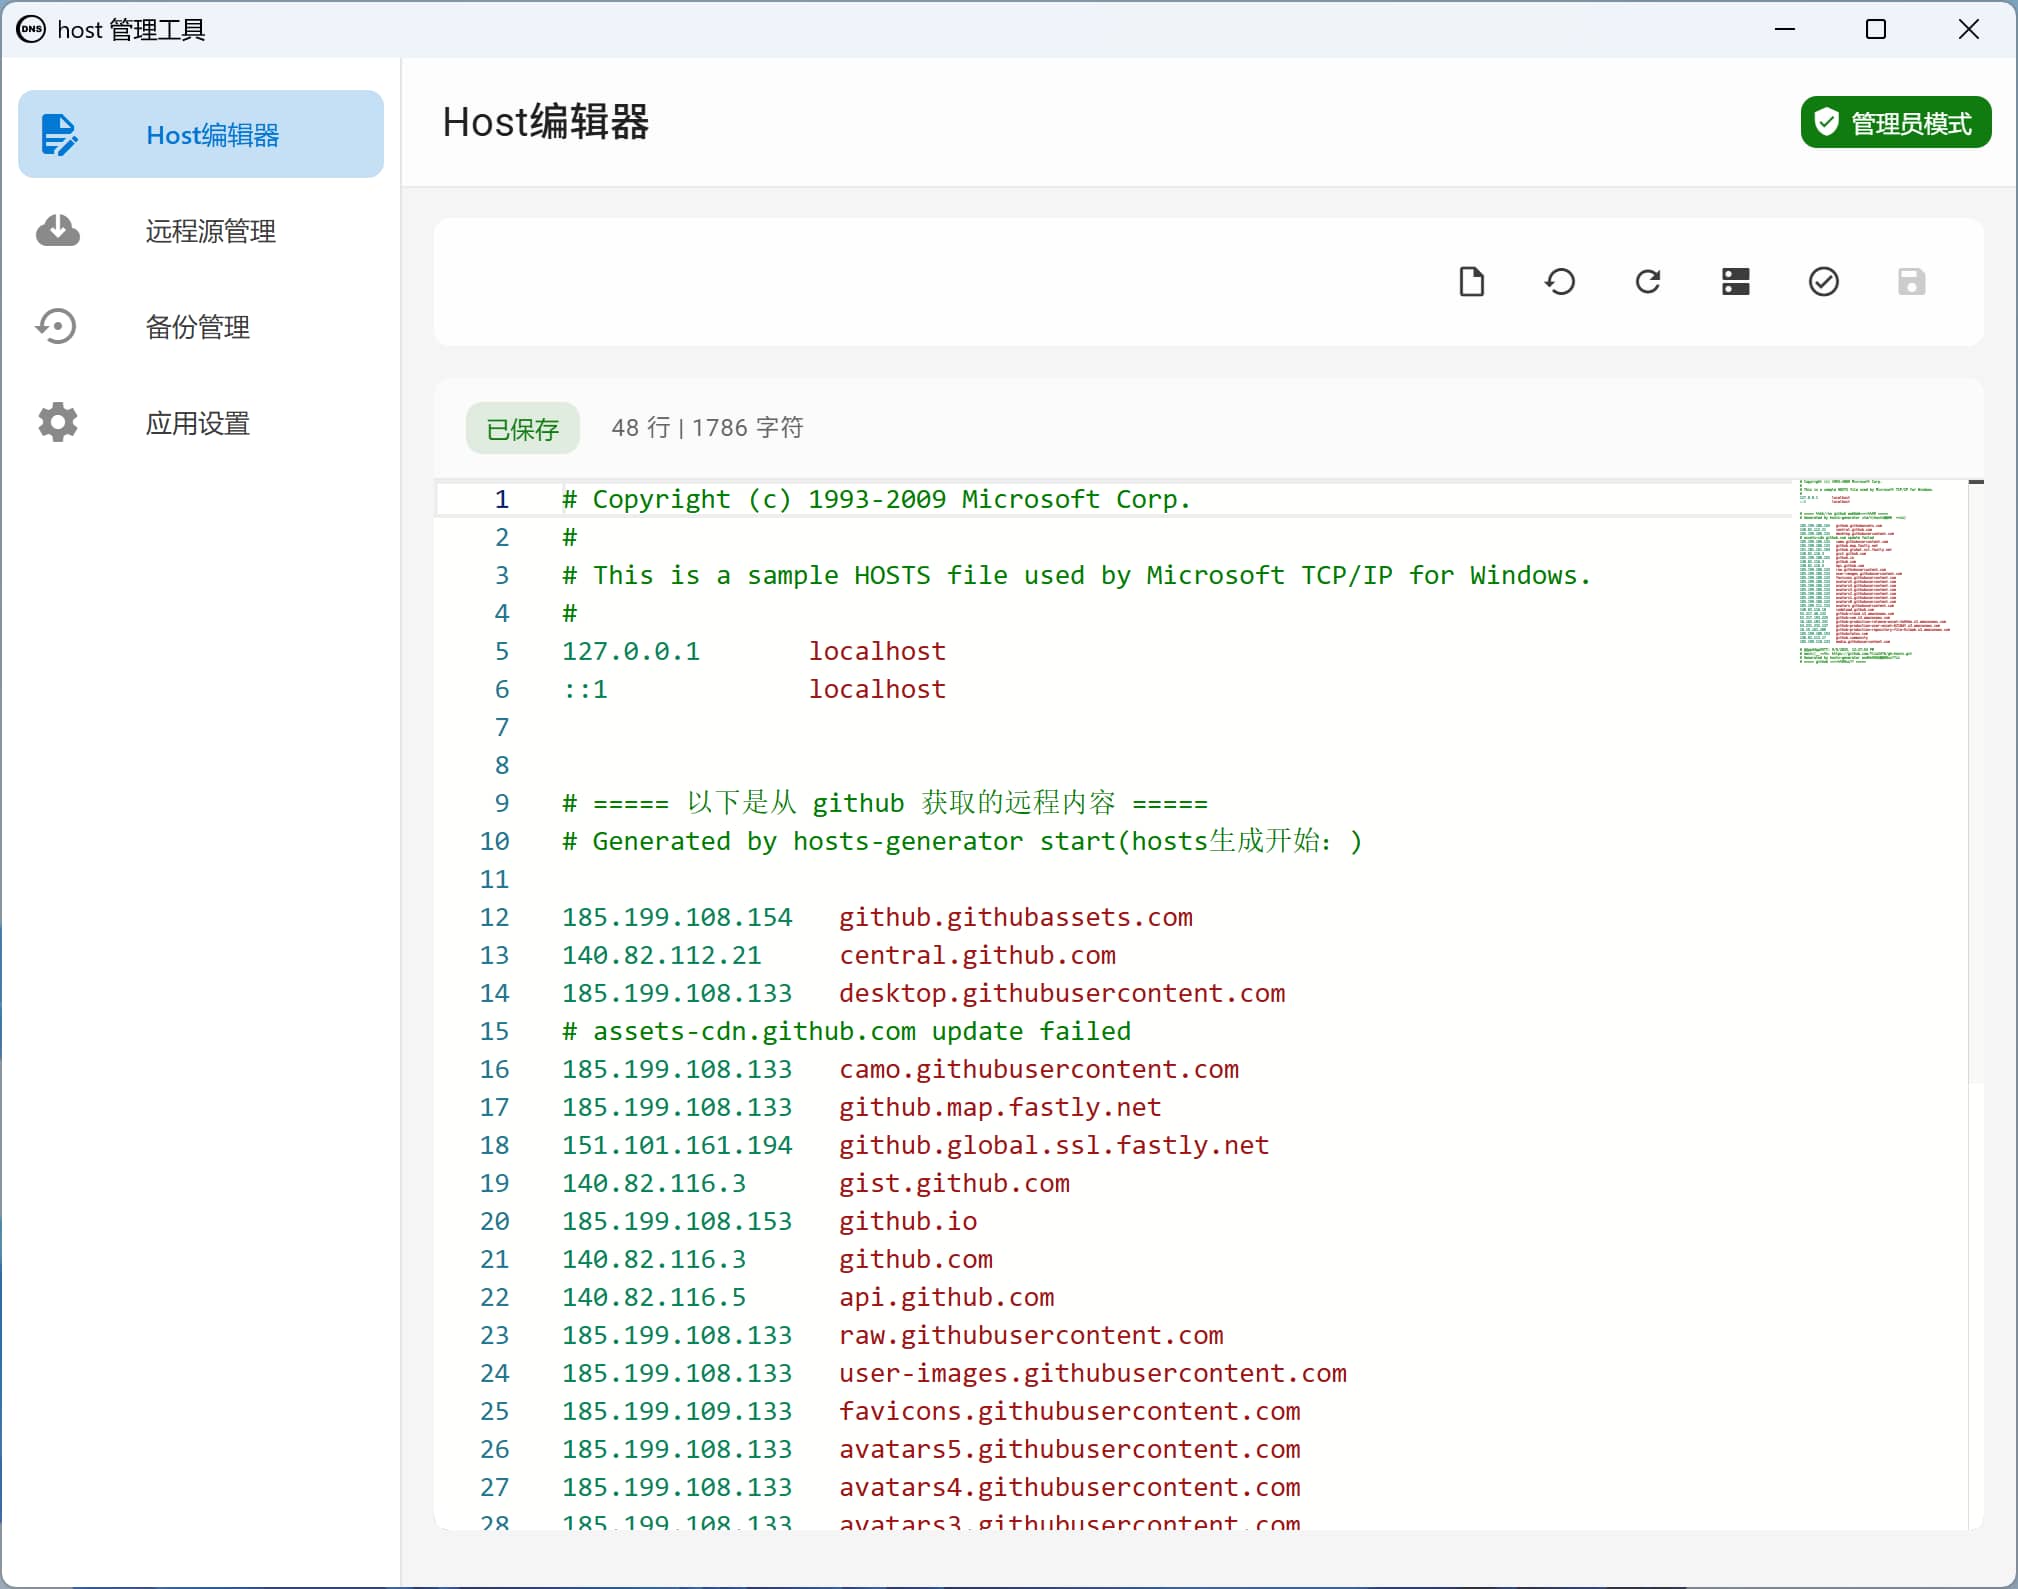 DNS host 管理工具
Host编辑器
远程源管理
备份管理
应用设置
Host编辑器
管理员模式
已保存 48 行 | 1786 字符
1 # Copyright (c) 1993-2009 Microsoft Corp.
2 #
3 # This is a sample HOSTS file used by Microsoft TCP/IP for Windows.
4 #
5 127.0.0.1 localhost
6 ::1 localhost
7
8
9 # ===== 以下是从 github 获取的远程内容 =====
10 # Generated by hosts-generator start(hosts生成开始：)
11
12 185.199.108.154 github.githubassets.com
13 140.82.112.21 central.github.com
14 185.199.108.133 desktop.githubusercontent.com
15 # assets-cdn.github.com update failed
16 185.199.108.133 camo.githubusercontent.com
17 185.199.108.133 github.map.fastly.net
18 151.101.161.194 github.global.ssl.fastly.net
19 140.82.116.3 gist.github.com
20 185.199.108.153 github.io
21 140.82.116.3 github.com
22 140.82.116.5 api.github.com
23 185.199.108.133 raw.githubusercontent.com
24 185.199.108.133 user-images.githubusercontent.com
25 185.199.109.133 favicons.githubusercontent.com
26 185.199.108.133 avatars5.githubusercontent.com
27 185.199.108.133 avatars4.githubusercontent.com
28 185.199.108.133 avatars3.githubusercontent.com